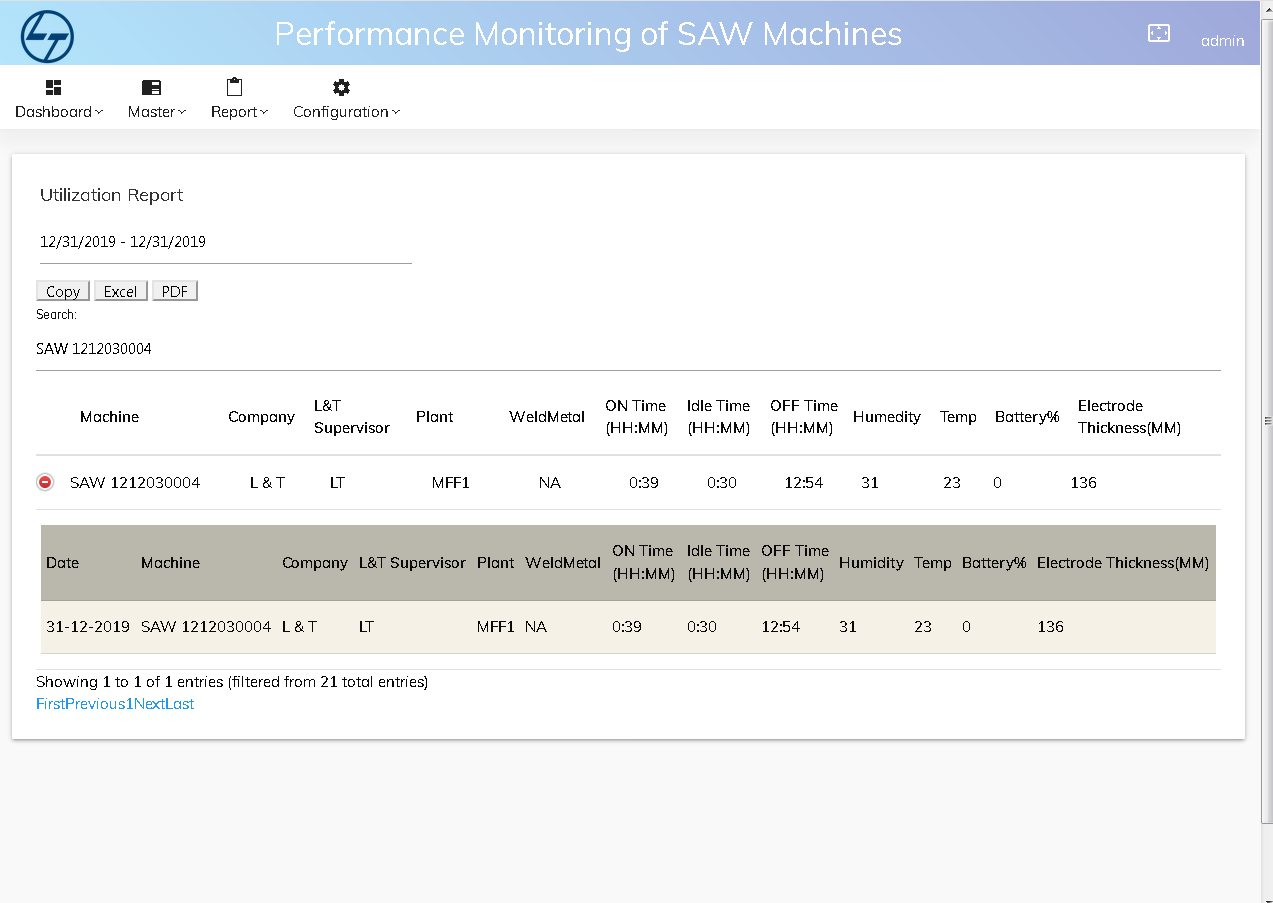 LT
Performance Monitoring of SAW Machines
admin
Dashboard Master Report Configuration
Utilization Report
12/31/2019 - 12/31/2019
Copy Excel PDF
Search:
SAW 1212030004
Machine Company L&T Supervisor Plant WeldMetal ON Time (HH:MM) Idle Time (HH:MM) OFF Time (HH:MM) Humedity Temp Battery% Electrode Thickness(MM)
SAW 1212030004 L & T LT MFF1 NA 0:39 0:30 12:54 31 23 0 136
Date Machine Company L&T Supervisor Plant WeldMetal ON Time (HH:MM) Idle Time (HH:MM) OFF Time (HH:MM) Humidity Temp Battery% Electrode Thickness(MM)
31-12-2019 SAW 1212030004 L & T LT MFF1 NA 0:39 0:30 12:54 31 23 0 136
Showing 1 to 1 of 1 entries (filtered from 21 total entries)
FirstPrevious1NextLast